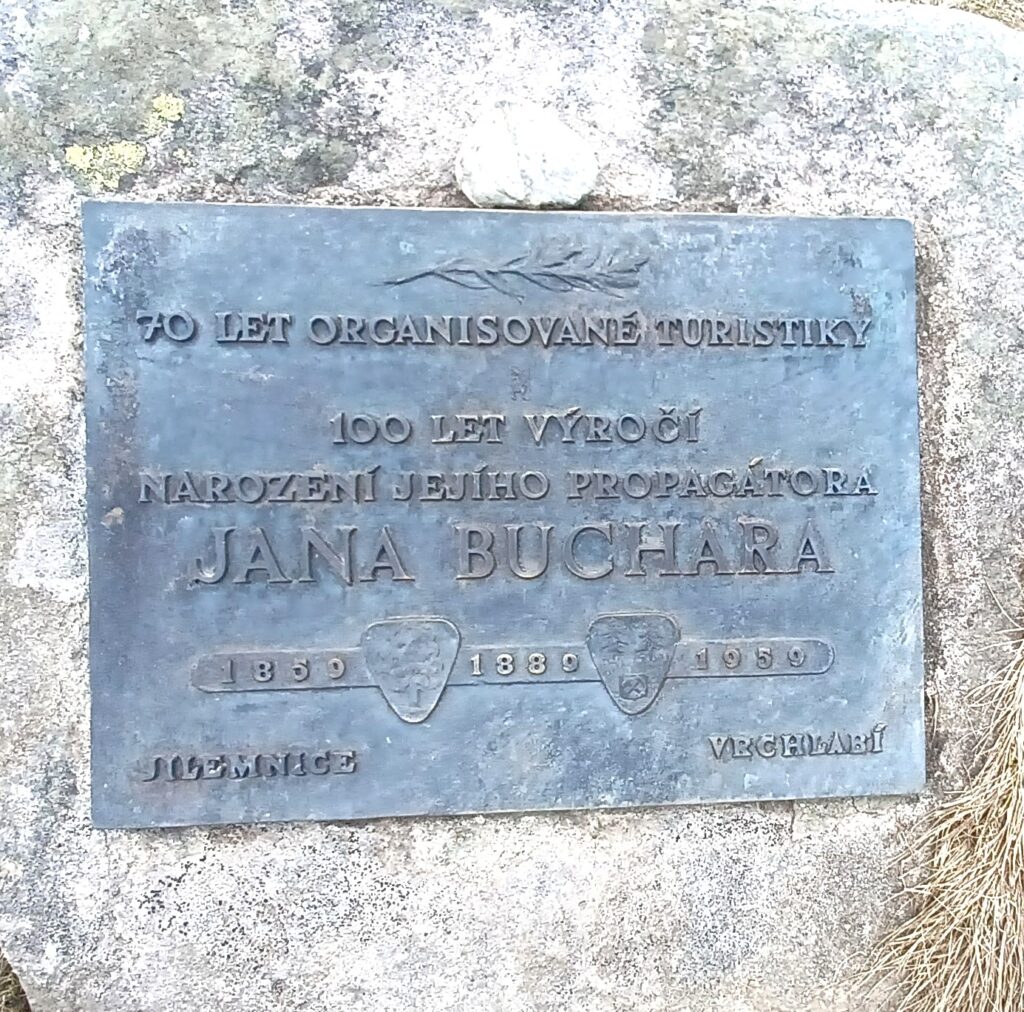 70 LET ORGANISOVANÉ TURISTIKY
100 LET VÝROČÍ
NAROZENÍ JEJÍHO PROPAGÁTORA
JANA BUCHARA
1859 1889 1959
JILEMNICE VRCHLABÍ